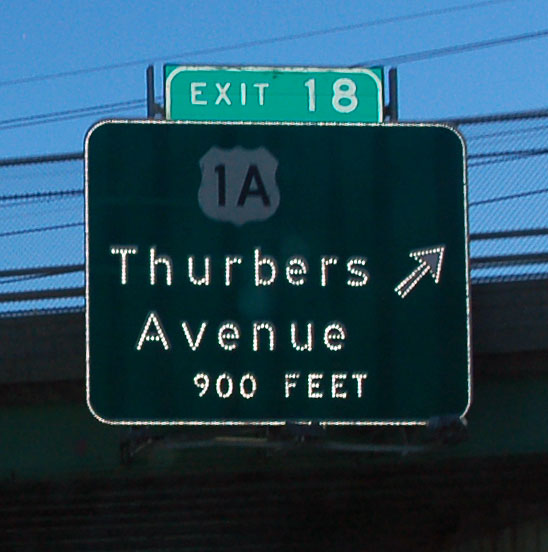 EXIT 18
1A
Thurbers
Avenue
900 FEET